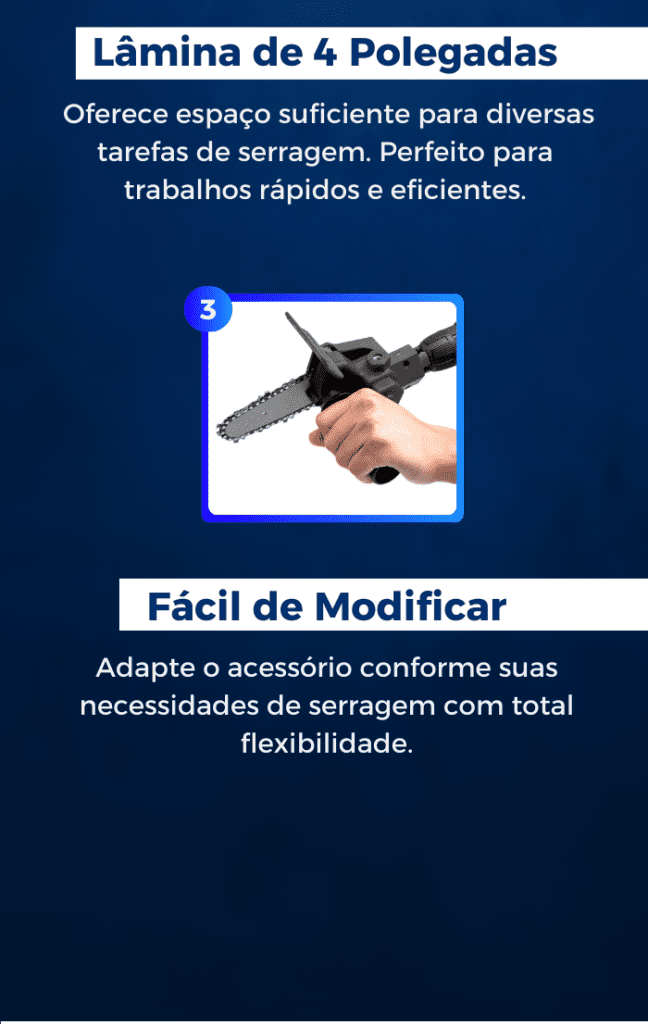 Lâmina de 4 Polegadas
Oferece espaço suficiente para diversas
tarefas de serragem. Perfeito para
trabalhos rápidos e eficientes.
3
Fácil de Modificar
Adapte o acessório conforme suas
necessidades de serragem com total
flexibilidade.